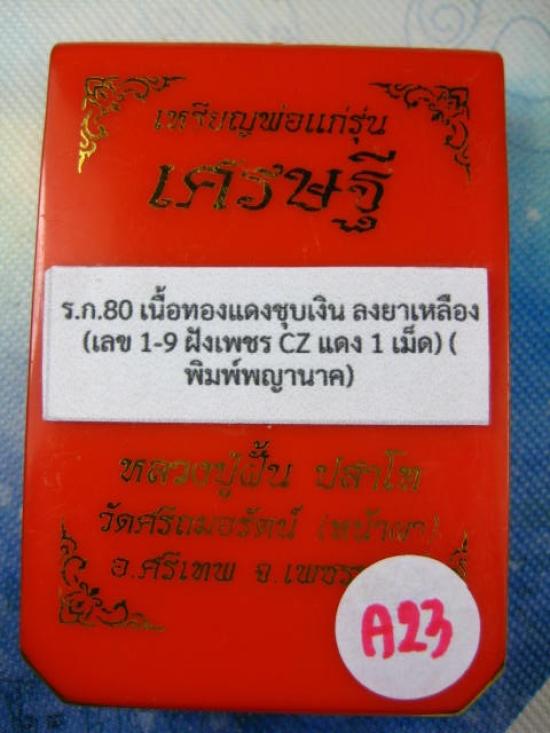 เหรียญพ่อแก่รุ่น
เศรษฐี
ร.ก.80 เนื้อทองแดงชุบเงิน ลงยาเหลือง
(เลข 1-9 ฝังเพชร CZ แดง 1 เม็ด) (
พิมพ์พญานาค)
หลวงปู่ฝั้น ปสาโท
วัดศรีถมอรัตน์ (หน้าผา)
อ.ศรีเทพ
A23